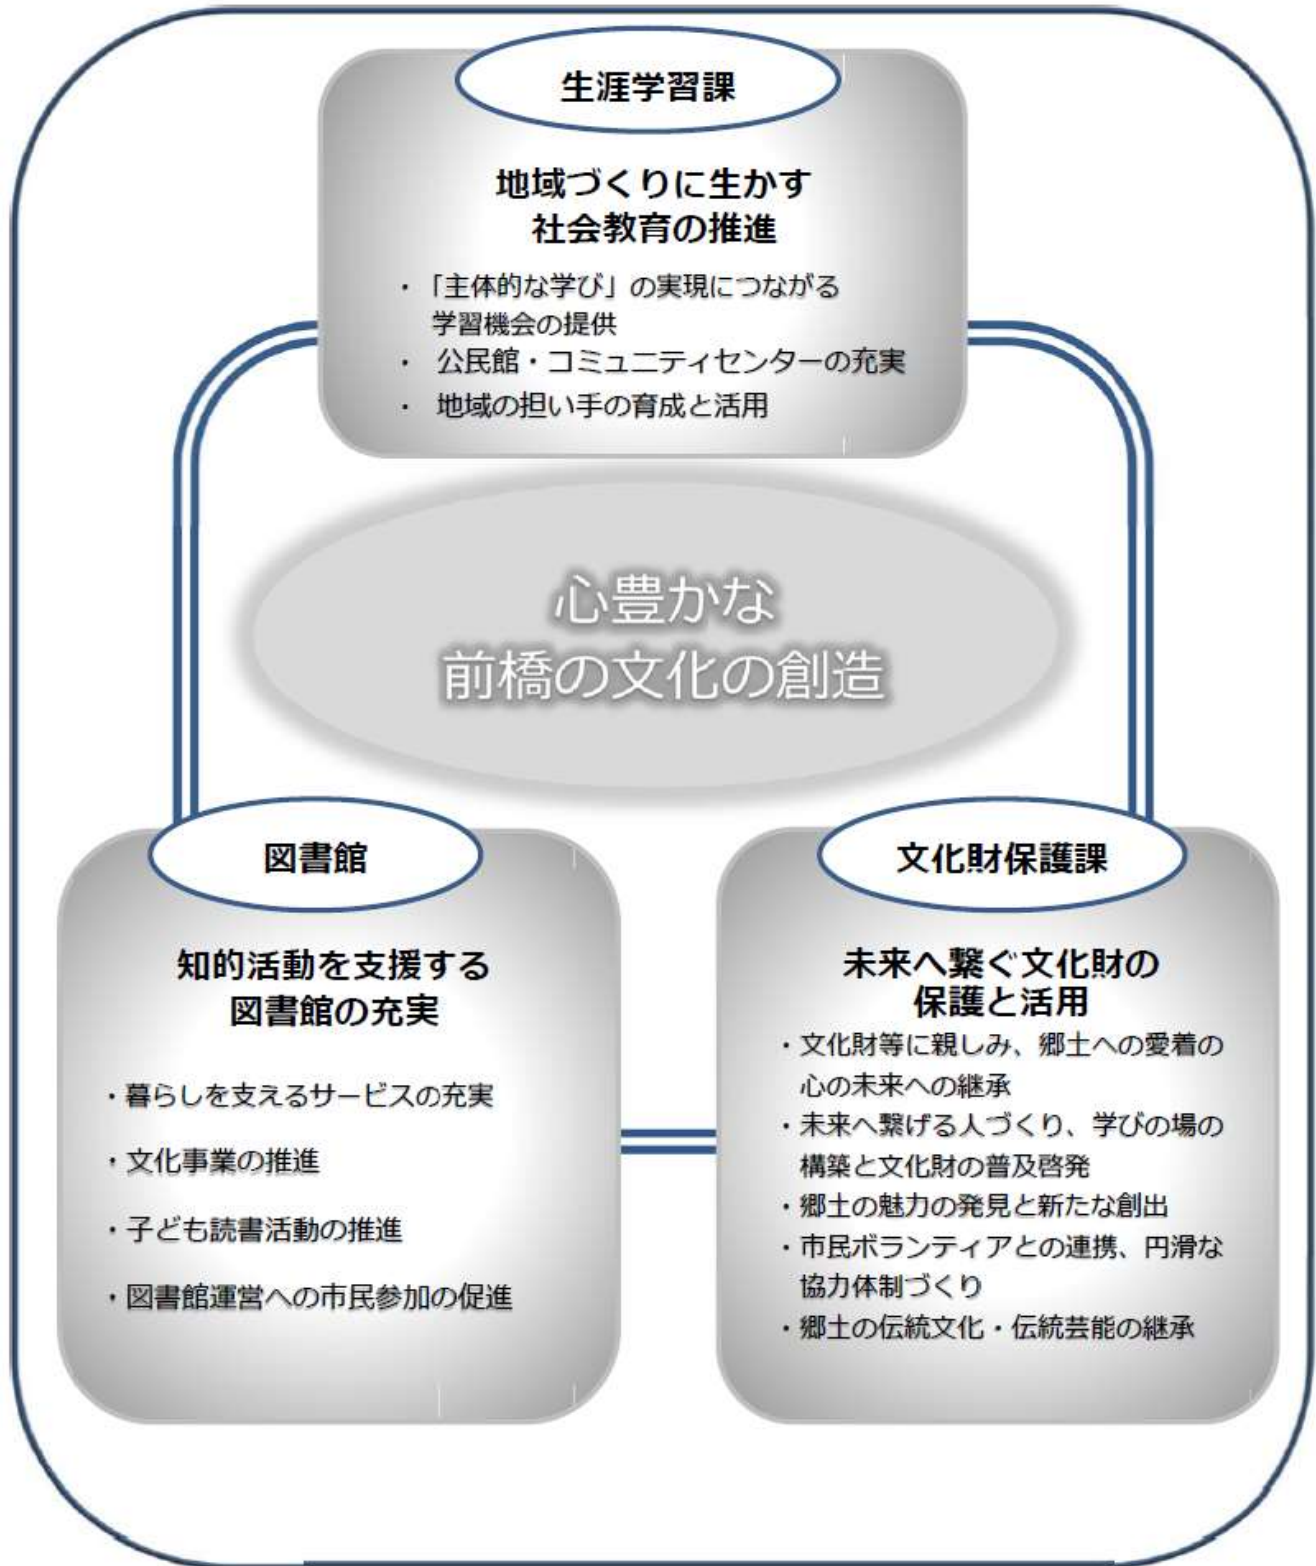 生涯学習課
地域づくりに生かす
社会教育の推進
・「主体的な学び」の実現につながる
学習機会の提供
・ 公民館・コミュニティセンターの充実
・ 地域の担い手の育成と活用
心豊かな
前橋の文化の創造
図書館
知的活動を支援する
図書館の充実
・暮らしを支えるサービスの充実
・文化事業の推進
・子ども読書活動の推進
・図書館運営への市民参加の促進
文化財保護課
未来へ繋ぐ文化財の
保護と活用
・文化財等に親しみ、郷土への愛着の
心の未来への継承
・未来へ繋げる人づくり、学びの場の
構築と文化財の普及啓発
・郷土の魅力の発見と新たな創出
・市民ボランティアとの連携、円滑な
協力体制づくり
・郷土の伝統文化・伝統芸能の継承